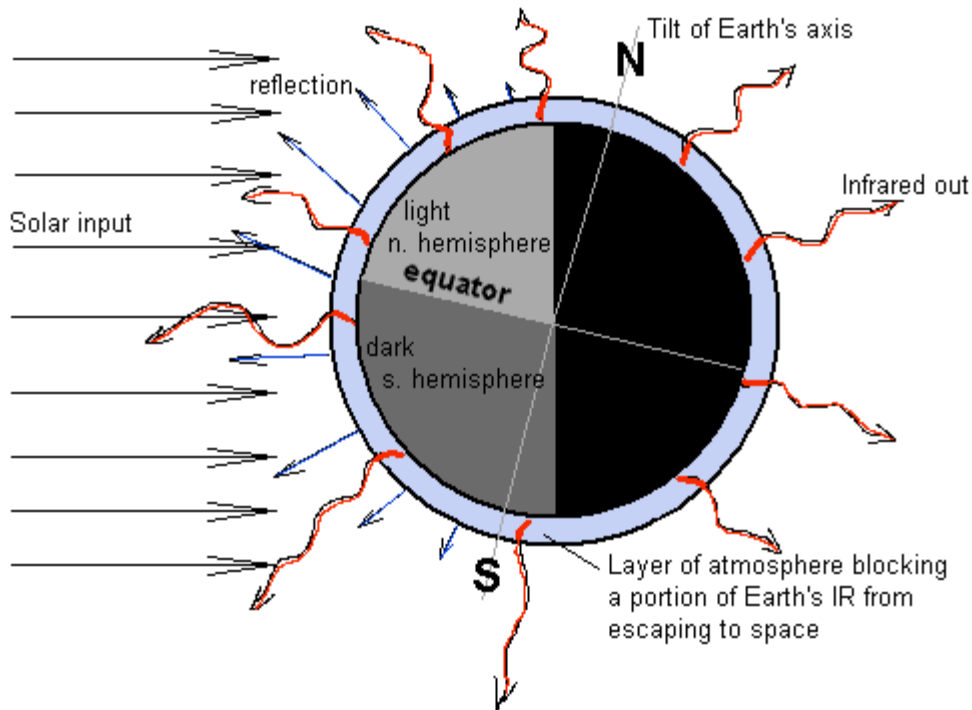 Tilt of Earth's axis
N
reflection
Infrared out
Solar input
light
n. hemisphere
equator
dark
s. hemisphere
S
Layer of atmosphere blocking
a portion of Earth's IR from
escaping to space